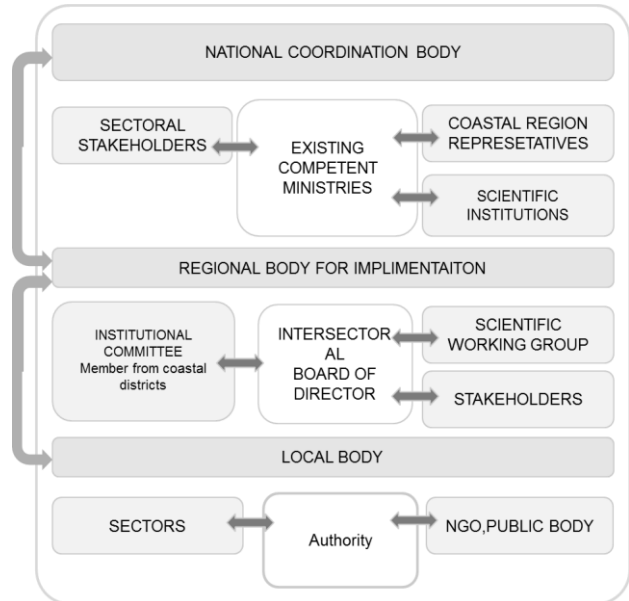 NATIONAL COORDINATION BODY
SECTORAL
STAKEHOLDERS
EXISTING
COMPETENT
MINISTRIES
COASTAL REGION
REPRESETATIVES
SCIENTIFIC
INSTITUTIONS
REGIONAL BODY FOR IMPLIMENTAITON
INSTITUTIONAL
COMMITTEE
Member from coastal
districts
INTERSECTOR
AL
BOARD OF
DIRECTOR
SCIENTIFIC
WORKING GROUP
STAKEHOLDERS
LOCAL BODY
SECTORS
Authority
NGO,PUBLIC BODY